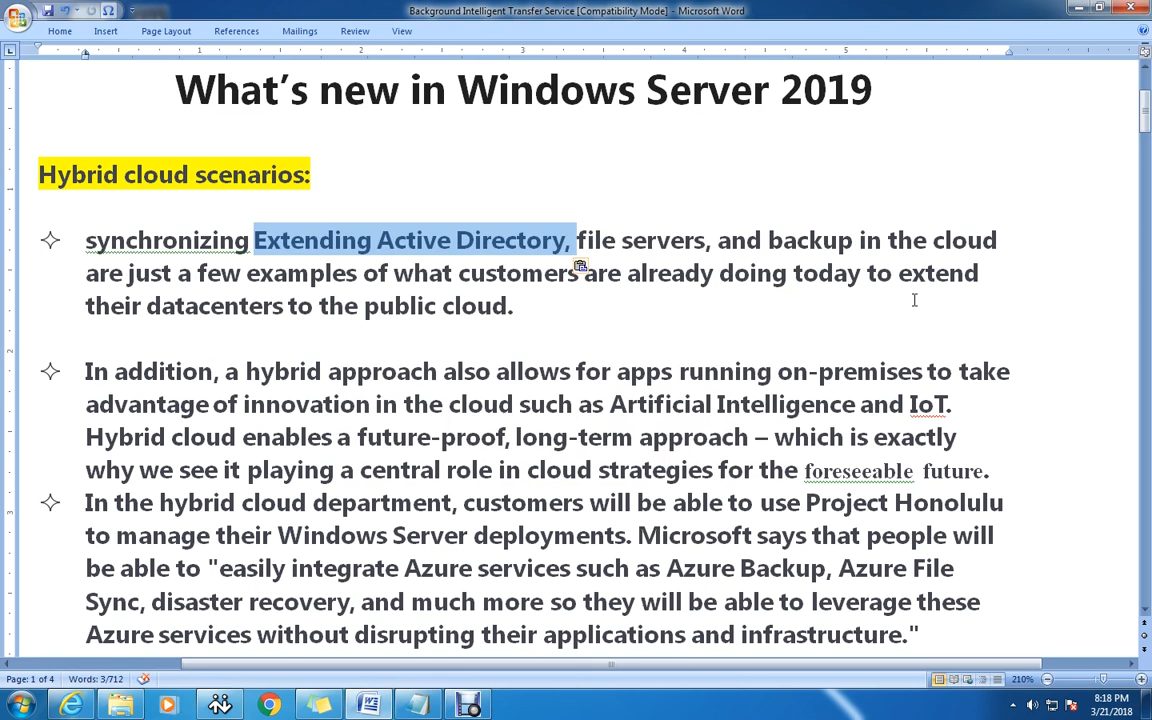 Background Intelligent Transfer Service [Compatibility Mode] - Microsoft Word
Home Insert Page Layout References Mailings Review View
1 2 3 4 5
What's new in Windows Server 2019
Hybrid cloud scenarios:
synchronizing Extending Active Directory, file servers, and backup in the cloud
are just a few examples of what customers are already doing today to extend
their datacenters to the public cloud.
In addition, a hybrid approach also allows for apps running on-premises to take
advantage of innovation in the cloud such as Artificial Intelligence and IoT.
Hybrid cloud enables a future-proof, long-term approach – which is exactly
why we see it playing a central role in cloud strategies for the foreseeable future.
In the hybrid cloud department, customers will be able to use Project Honolulu
to manage their Windows Server deployments. Microsoft says that people will
be able to "easily integrate Azure services such as Azure Backup, Azure File
Sync, disaster recovery, and much more so they will be able to leverage these
Azure services without disrupting their applications and infrastructure."
Page: 1 of 4 Words: 3/712 210%
8:18 PM
3/21/2018